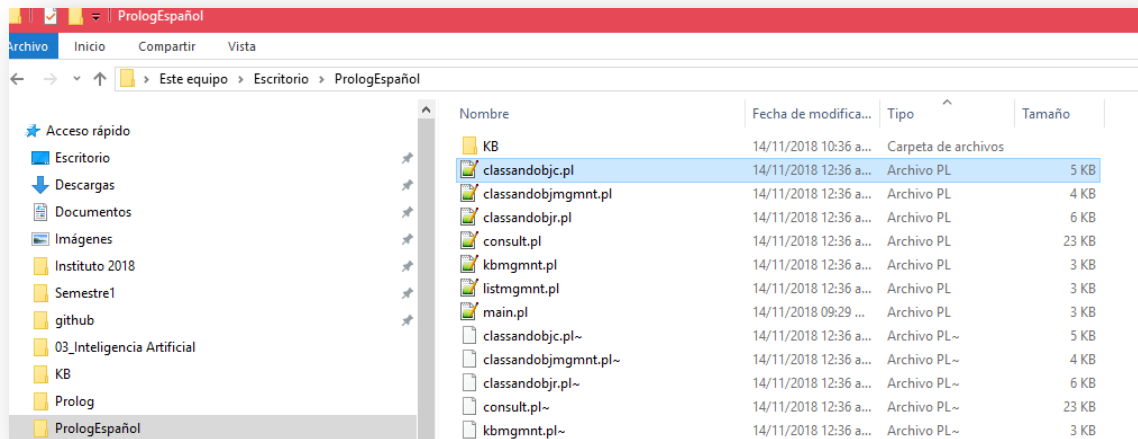 PrologEspañol
Archivo Inicio Compartir Vista
Este equipo > Escritorio > PrologEspañol
Nombre Fecha de modifica... Tipo Tamaño
Acceso rápido
Escritorio
Descargas
Documentos
Imágenes
Instituto 2018
Semestre1
github
03_Inteligencia Artificial
KB
Prolog
PrologEspañol
KB 14/11/2018 10:36 a... Carpeta de archivos
classandobjc.pl 14/11/2018 12:36 a... Archivo PL 5 KB
classandobjmgmnt.pl 14/11/2018 12:36 a... Archivo PL 4 KB
classandobjr.pl 14/11/2018 12:36 a... Archivo PL 6 KB
consult.pl 14/11/2018 12:36 a... Archivo PL 23 KB
kbmgmnt.pl 14/11/2018 12:36 a... Archivo PL 3 KB
listmgmnt.pl 14/11/2018 12:36 a... Archivo PL 3 KB
main.pl 14/11/2018 09:29 ... Archivo PL 3 KB
classandobjc.pl~ 14/11/2018 12:36 a... Archivo PL~ 5 KB
classandobjmgmnt.pl~ 14/11/2018 12:36 a... Archivo PL~ 4 KB
classandobjr.pl~ 14/11/2018 12:36 a... Archivo PL~ 6 KB
consult.pl~ 14/11/2018 12:36 a... Archivo PL~ 23 KB
kbmgmnt.pl~ 14/11/2018 12:36 a... Archivo PL~ 3 KB